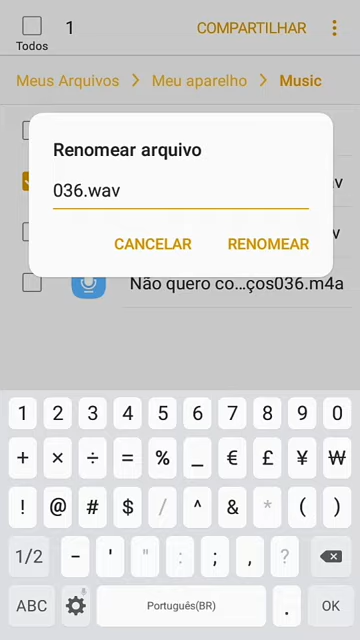 1
COMPARTILHAR
Todos
Meus Arquivos > Meu aparelho > Music
Renomear arquivo
036.wav
CANCELAR RENOMEAR
Não quero co...ços036.m4a
1 2 3 4 5 6 7 8 9 0
+ × ÷ = % _ € £ ¥ ₩
! @ # $ / ^ & * ( )
1/2 - ' " : ; , ?
ABC Português(BR) . OK